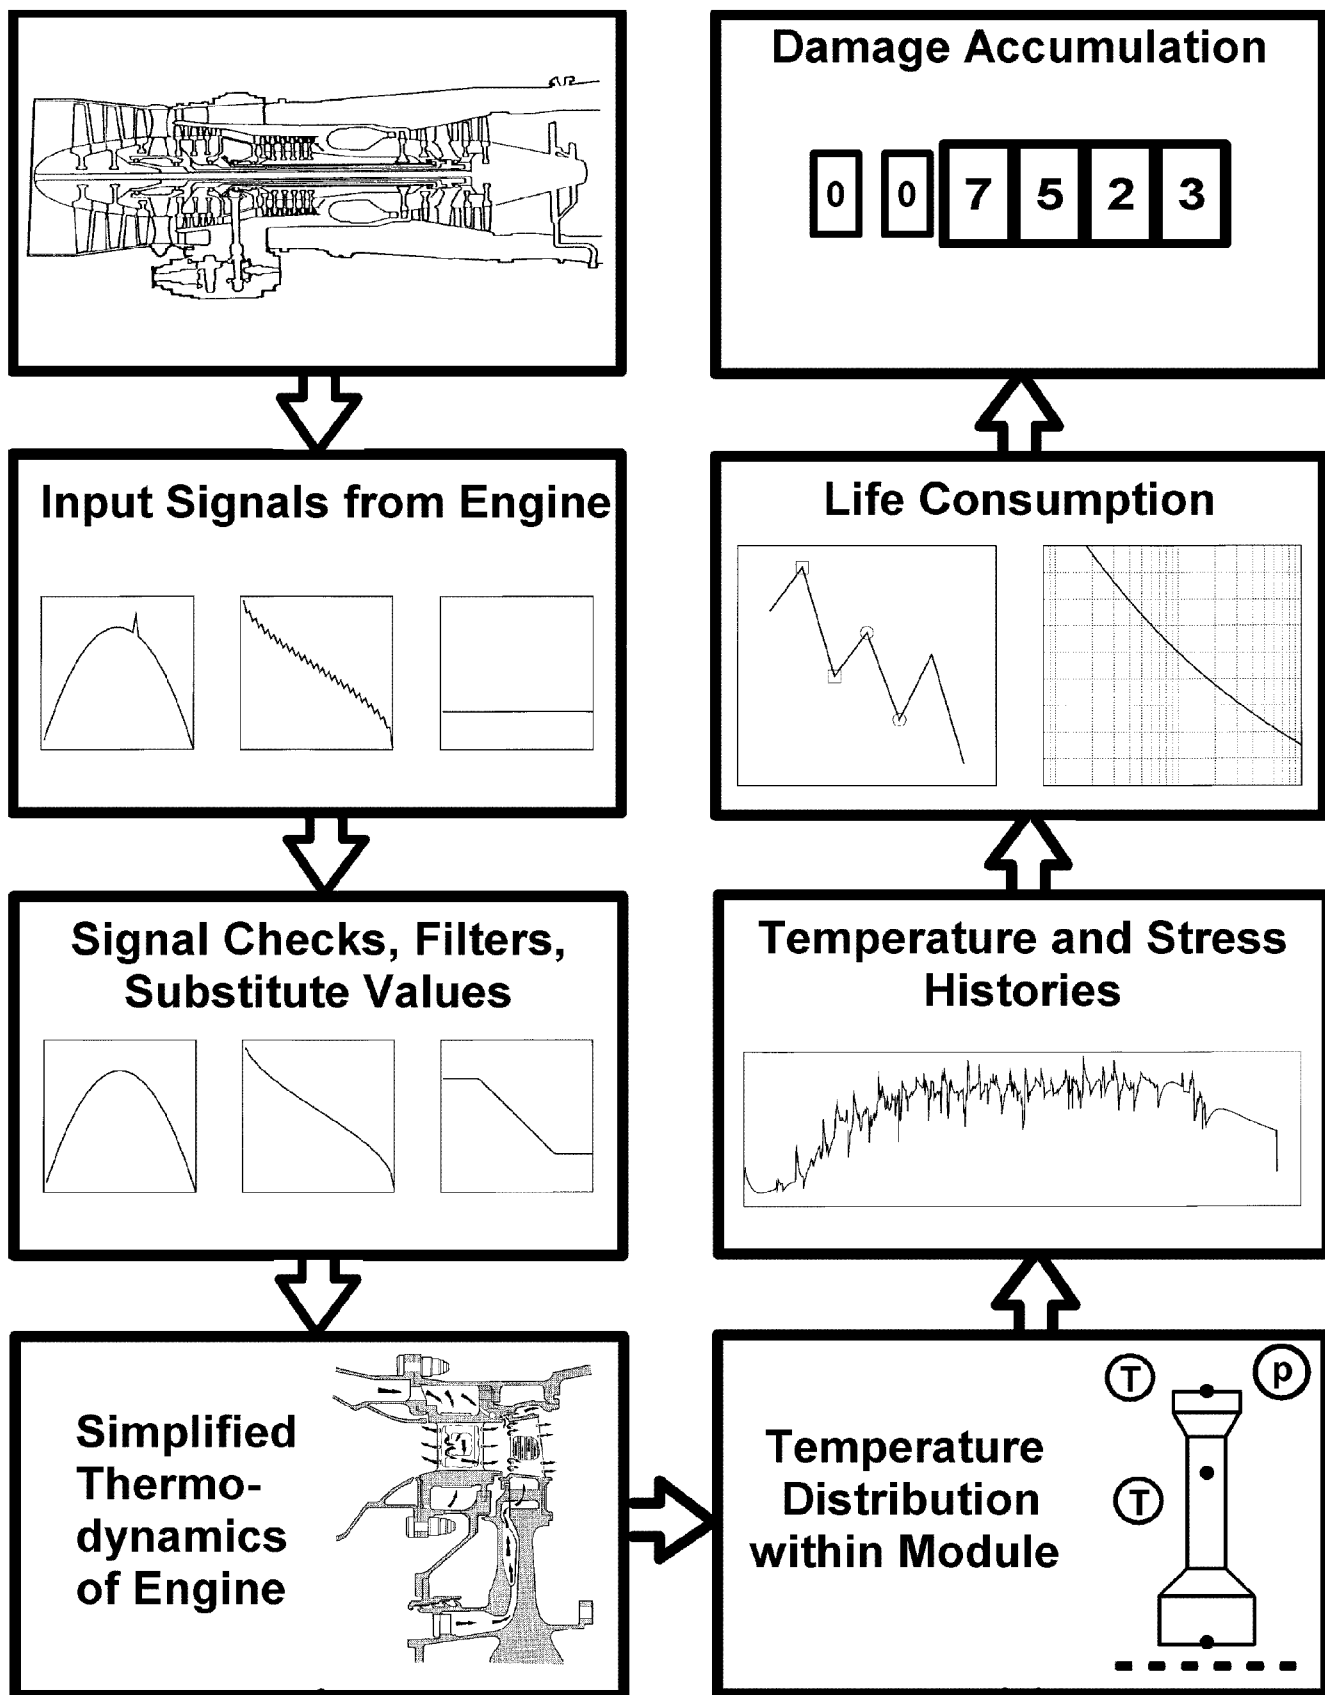 Input Signals from Engine
Signal Checks, Filters,
Substitute Values
Simplified
Thermo-
dynamics
of Engine
Temperature
Distribution
within Module
T
p
T
Temperature and Stress
Histories
Life Consumption
Damage Accumulation
0 0 7 5 2 3